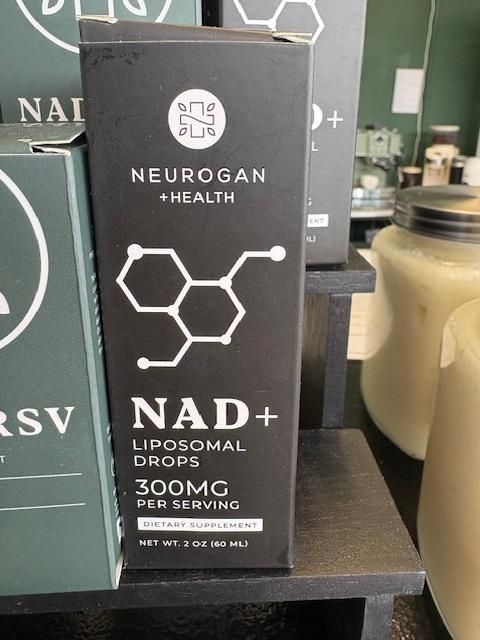 NAD
NEUROGAN
+HEALTH
NAD+
LIPOSOMAL
DROPS
300MG
PER SERVING
DIETARY SUPPLEMENT
NET WT. 2 OZ (60 ML)
RSV